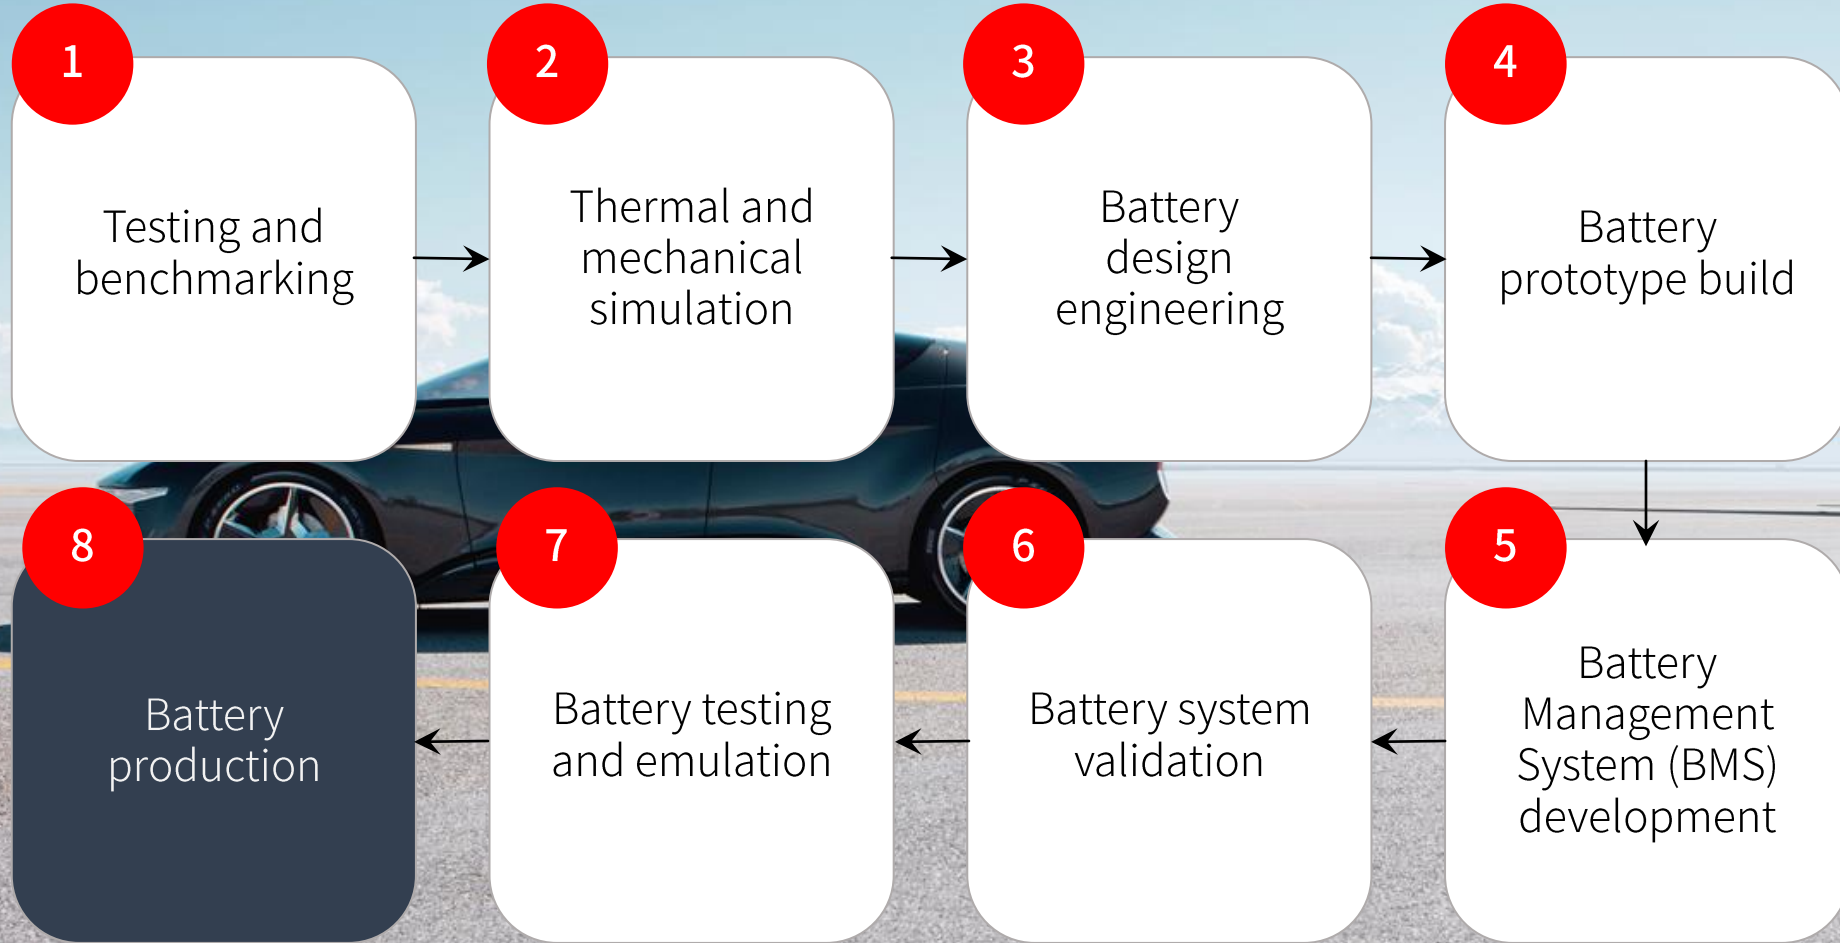 1
Testing and
benchmarking
2
Thermal and
mechanical
simulation
3
Battery
design
engineering
4
Battery
prototype build
5
Battery
Management
System (BMS)
development
6
Battery system
validation
7
Battery testing
and emulation
8
Battery
production